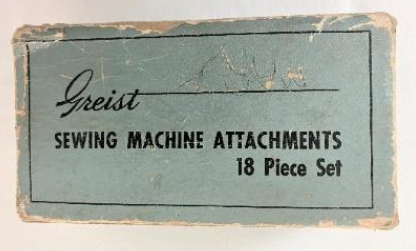 Greist
SEWING MACHINE ATTACHMENTS
18 Piece Set